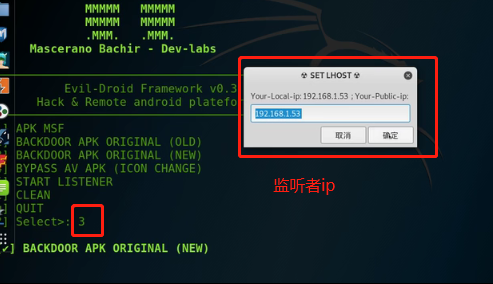 MMMMM MMMMM
MMMMM MMMMM
.MMM. .MMM.
Mascerano Bachir - Dev-labs
Evil-Droid Framework v0.3
Hack & Remote android platefo
] APK MSF
] BACKDOOR APK ORIGINAL (OLD)
] BACKDOOR APK ORIGINAL (NEW)
] BYPASS AV APK (ICON CHANGE)
] START LISTENER
] CLEAN
] QUIT
] Select>: 3
[✔] BACKDOOR APK ORIGINAL (NEW)
☢ SET LHOST ☢
Your-Local-ip: 192.168.1.53 ; Your-Public-ip:
192.168.1.53
取消 确定
监听者ip